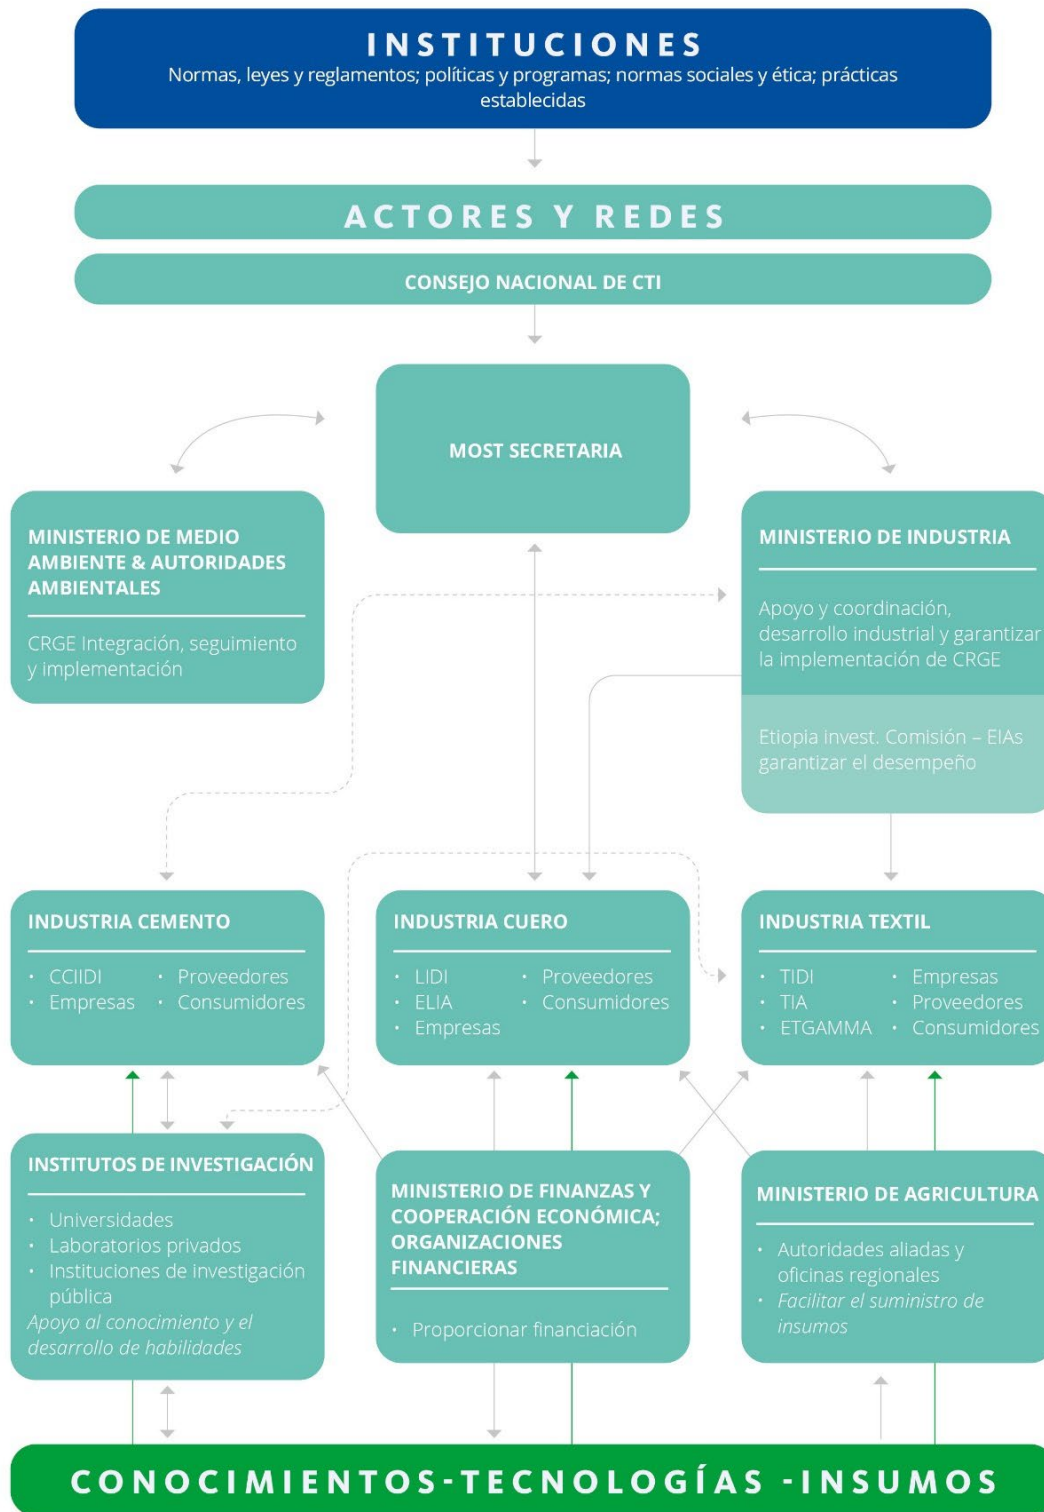 INSTITUCIONES
Normas, leyes y reglamentos; políticas y programas; normas sociales y ética; prácticas
establecidas
ACTORES Y REDES
CONSEJO NACIONAL DE CTI
MOST SECRETARIA
MINISTERIO DE MEDIO
AMBIENTE & AUTORIDADES
AMBIENTALES
CRGE Integración, seguimiento
y implementación
MINISTERIO DE INDUSTRIA
Apoyo y coordinación,
desarrollo industrial y garantizar
la implementación de CRGE
Etiopia invest. Comisión – EIAs
garantizar el desempeño
INDUSTRIA CEMENTO
• CCIIDI
• Empresas
• Proveedores
• Consumidores
INDUSTRIA CUERO
• LIDI
• ELIA
• Empresas
• Proveedores
• Consumidores
INDUSTRIA TEXTIL
• TIDI
• TIA
• ETGAMMA
• Empresas
• Proveedores
• Consumidores
INSTITUTOS DE INVESTIGACIÓN
• Universidades
• Laboratorios privados
• Instituciones de investigación
pública
Apoyo al conocimiento y el
desarrollo de habilidades
MINISTERIO DE FINANZAS Y
COOPERACIÓN ECONÓMICA;
ORGANIZACIONES
FINANCIERAS
• Proporcionar financiación
MINISTERIO DE AGRICULTURA
• Autoridades aliadas y
oficinas regionales
• Facilitar el suministro de
insumos
CONOCIMIENTOS-TECNOLOGÍAS -INSUMOS